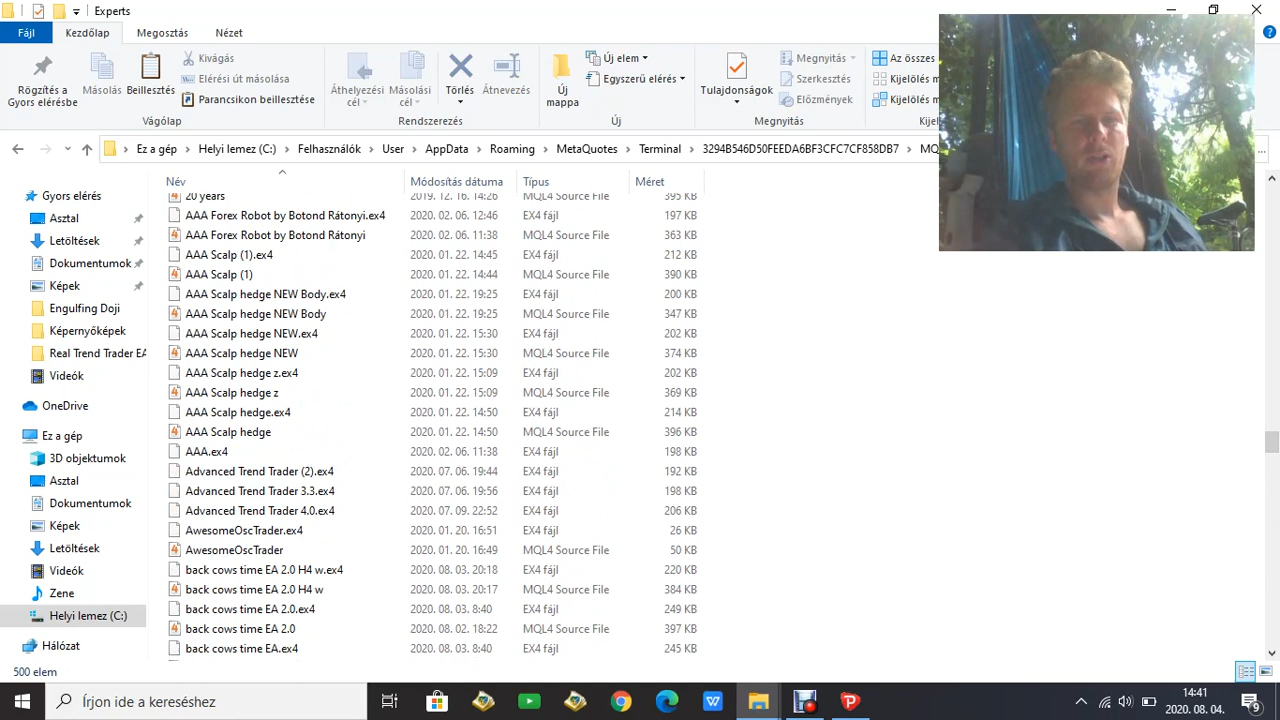 Experts
Fájl Kezdőlap Megosztás Nézet
Rögzítés a Gyors elérésbe
Másolás
Beillesztés
Kivágás
Elérési út másolása
Parancsikon beillesztése
Vágólap
Áthelyezési cél
Másolási cél
Törlés
Átnevezés
Rendszerezés
Új mappa
Új elem
Egyszerű elérés
Új
Tulajdonságok
Megnyitás
Szerkesztés
Előzmények
Megnyitás
Az összes
Kijelölés m
Kijelölés m
Kijel
Ez a gép Helyi lemez (C:) Felhasználók User AppData Roaming MetaQuotes Terminal 3294B546D50FEEDA6BF3CFC7CF858DB7 MQ
Név Módosítás dátuma Típus Méret
Gyors elérés
Asztal
Letöltések
Dokumentumok
Képek
Engulfing Doji
Képernyőképek
Real Trend Trader EA
Videók
OneDrive
Ez a gép
3D objektumok
Asztal
Dokumentumok
Képek
Letöltések
Videók
Zene
Helyi lemez (C:)
Hálózat
20 years 2019. 12. 16. 14:26 MQL4 Source File 395 KB
AAA Forex Robot by Botond Rátonyi.ex4 2020. 02. 06. 12:46 EX4 fájl 197 KB
AAA Forex Robot by Botond Rátonyi 2020. 02. 06. 11:38 MQL4 Source File 363 KB
AAA Scalp (1).ex4 2020. 01. 22. 14:45 EX4 fájl 212 KB
AAA Scalp (1) 2020. 01. 22. 14:44 MQL4 Source File 390 KB
AAA Scalp hedge NEW Body.ex4 2020. 01. 22. 19:25 EX4 fájl 200 KB
AAA Scalp hedge NEW Body 2020. 01. 22. 19:25 MQL4 Source File 347 KB
AAA Scalp hedge NEW.ex4 2020. 01. 22. 15:30 EX4 fájl 202 KB
AAA Scalp hedge NEW 2020. 01. 22. 15:30 MQL4 Source File 374 KB
AAA Scalp hedge z.ex4 2020. 01. 22. 15:09 EX4 fájl 202 KB
AAA Scalp hedge z 2020. 01. 22. 15:09 MQL4 Source File 369 KB
AAA Scalp hedge.ex4 2020. 01. 22. 14:50 EX4 fájl 214 KB
AAA Scalp hedge 2020. 01. 22. 14:50 MQL4 Source File 396 KB
AAA.ex4 2020. 02. 06. 11:38 EX4 fájl 198 KB
Advanced Trend Trader (2).ex4 2020. 07. 06. 19:44 EX4 fájl 192 KB
Advanced Trend Trader 3.3.ex4 2020. 07. 06. 19:56 EX4 fájl 198 KB
Advanced Trend Trader 4.0.ex4 2020. 07. 09. 22:52 EX4 fájl 206 KB
AwesomeOscTrader.ex4 2020. 01. 20. 16:51 EX4 fájl 26 KB
AwesomeOscTrader 2020. 01. 20. 16:49 MQL4 Source File 50 KB
back cows time EA 2.0 H4 w.ex4 2020. 08. 03. 20:18 EX4 fájl 220 KB
back cows time EA 2.0 H4 w 2020. 08. 03. 20:17 MQL4 Source File 384 KB
back cows time EA 2.0.ex4 2020. 08. 03. 8:40 EX4 fájl 249 KB
back cows time EA 2.0 2020. 08. 02. 18:22 MQL4 Source File 397 KB
back cows time EA.ex4 2020. 08. 03. 8:40 EX4 fájl 245 KB
500 elem
Írjon ide a kereséshez
14:41
2020. 08. 04.
9